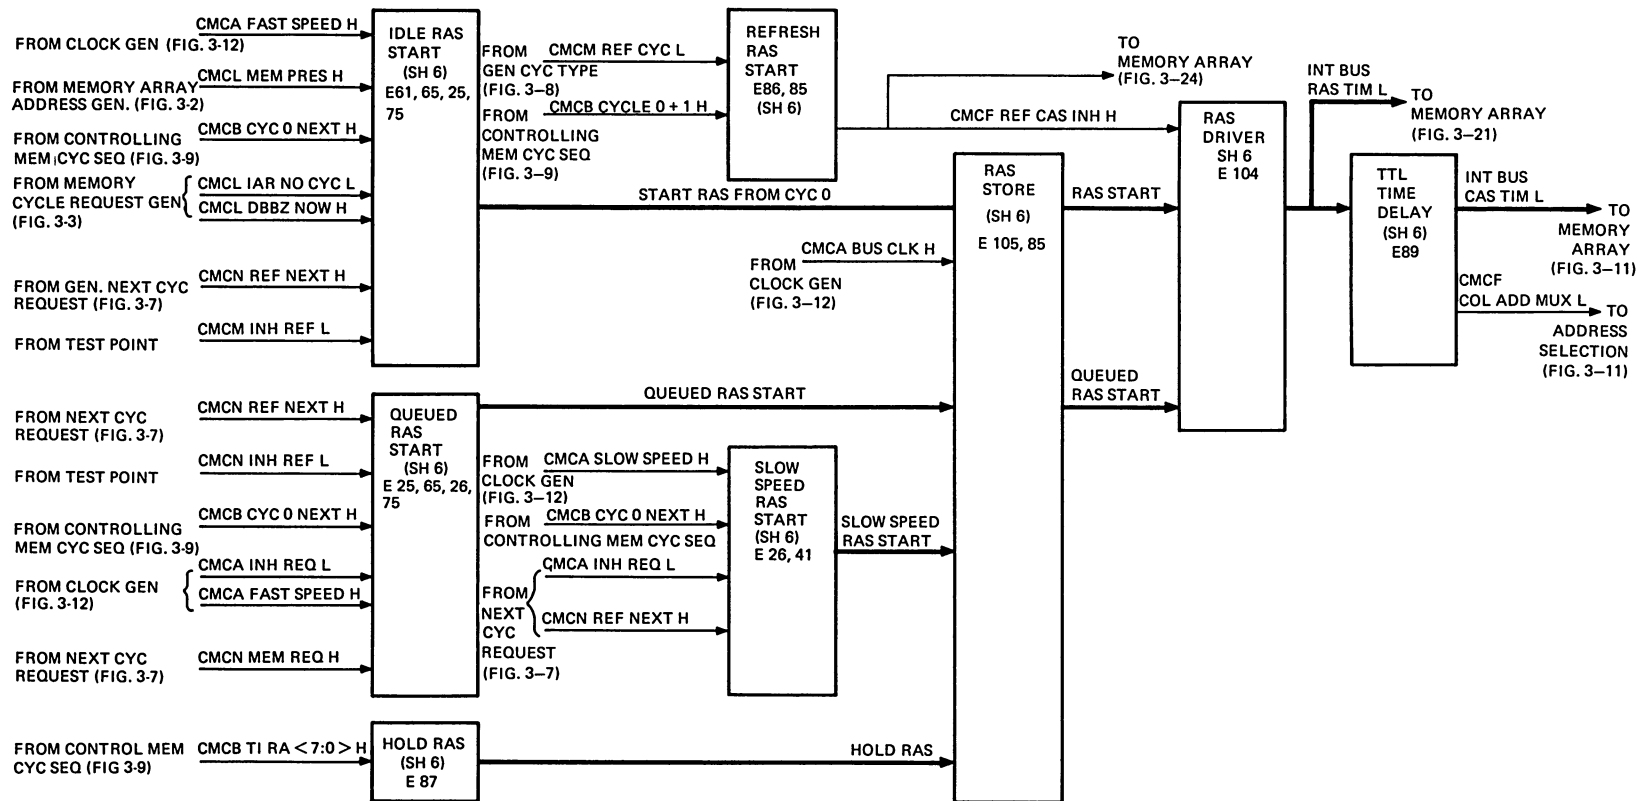 CMCA FAST SPEED H
FROM CLOCK GEN (FIG. 3-12)
CMCL MEM PRES H
FROM MEMORY ARRAY
ADDRESS GEN. (FIG. 3-2)
CMCB CYC 0 NEXT H
FROM CONTROLLING
MEM CYC SEQ (FIG. 3-9)
FROM MEMORY
CYCLE REQUEST GEN
(FIG. 3-3)
CMCL IAR NO CYC L
CMCL DBBZ NOW H
CMCN REF NEXT H
FROM GEN. NEXT CYC
REQUEST (FIG. 3-7)
CMCM INH REF L
FROM TEST POINT
IDLE RAS
START
(SH 6)
E61, 65, 25,
75
FROM
GEN CYC TYPE
(FIG. 3-8)
CMCM REF CYC L
FROM
CONTROLLING
MEM CYC SEQ
(FIG. 3-9)
CMCB CYCLE 0 + 1 H
REFRESH
RAS
START
E86, 85
(SH 6)
TO
MEMORY ARRAY
(FIG. 3-24)
CMCF REF CAS INH H
START RAS FROM CYC 0
CMCA BUS CLK H
FROM
CLOCK GEN
(FIG. 3-12)
RAS
STORE
(SH 6)
E 105, 85
RAS START
QUEUED
RAS START
RAS
DRIVER
SH 6
E 104
INT BUS
RAS TIM L
TO
MEMORY ARRAY
(FIG. 3-21)
TTL
TIME
DELAY
(SH 6)
E89
INT BUS
CAS TIM L
TO
MEMORY
ARRAY
(FIG. 3-11)
CMCF
COL ADD MUX L
TO
ADDRESS
SELECTION
(FIG. 3-11)
CMCN REF NEXT H
FROM NEXT CYC
REQUEST (FIG. 3-7)
CMCN INH REF L
FROM TEST POINT
CMCB CYC 0 NEXT H
FROM CONTROLLING
MEM CYC SEQ (FIG. 3-9)
CMCA INH REQ L
FROM CLOCK GEN
(FIG. 3-12)
CMCA FAST SPEED H
CMCN MEM REQ H
FROM NEXT CYC
REQUEST (FIG. 3-7)
QUEUED
RAS
START
(SH 6)
E 25, 65, 26,
75
QUEUED RAS START
FROM
CLOCK GEN
(FIG. 3-12)
CMCA SLOW SPEED H
FROM
CONTROLLING MEM CYC SEQ
CMCB CYC 0 NEXT H
CMCA INH REQ L
FROM
NEXT
CYC
REQUEST
(FIG. 3-7)
CMCN REF NEXT H
SLOW
SPEED
RAS
START
(SH 6)
E 26, 41
SLOW SPEED
RAS START
FROM CONTROL MEM
CYC SEQ (FIG 3-9)
CMCB TI RA <7:0> H
HOLD RAS
(SH 6)
E 87
HOLD RAS